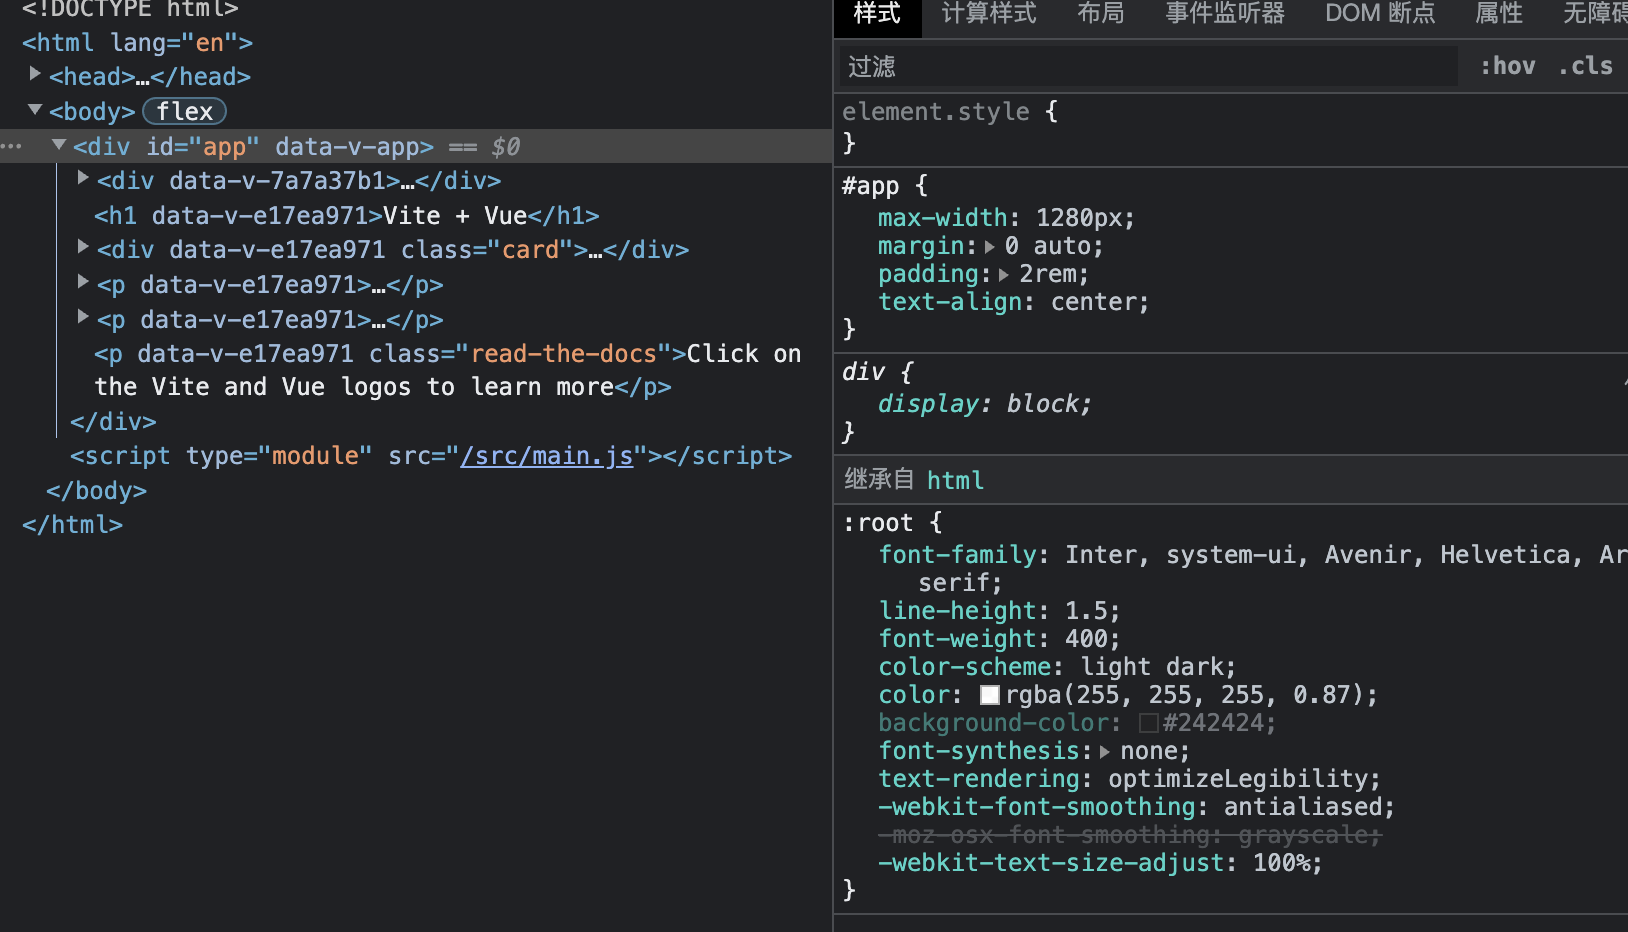 <!DOCTYPE html>
<html lang="en">
<head>…</head>
<body> flex
··· <div id="app" data-v-app> == $0
<div data-v-7a7a37b1>…</div>
<h1 data-v-e17ea971>Vite + Vue</h1>
<div data-v-e17ea971 class="card">…</div>
<p data-v-e17ea971>…</p>
<p data-v-e17ea971>…</p>
<p data-v-e17ea971 class="read-the-docs">Click on
the Vite and Vue logos to learn more</p>
</div>
<script type="module" src="/src/main.js"></script>
</body>
</html>
样式 计算样式 布局 事件监听器 DOM 断点 属性 无障碍
过滤 :hov .cls
element.style {
}
#app {
max-width: 1280px;
margin: 0 auto;
padding: 2rem;
text-align: center;
}
div {
display: block;
}
继承自 html
:root {
font-family: Inter, system-ui, Avenir, Helvetica, Ar
serif;
line-height: 1.5;
font-weight: 400;
color-scheme: light dark;
color: rgba(255, 255, 255, 0.87);
background-color: #242424;
font-synthesis: none;
text-rendering: optimizeLegibility;
-webkit-font-smoothing: antialiased;
-moz-osx-font-smoothing: grayscale;
-webkit-text-size-adjust: 100%;
}